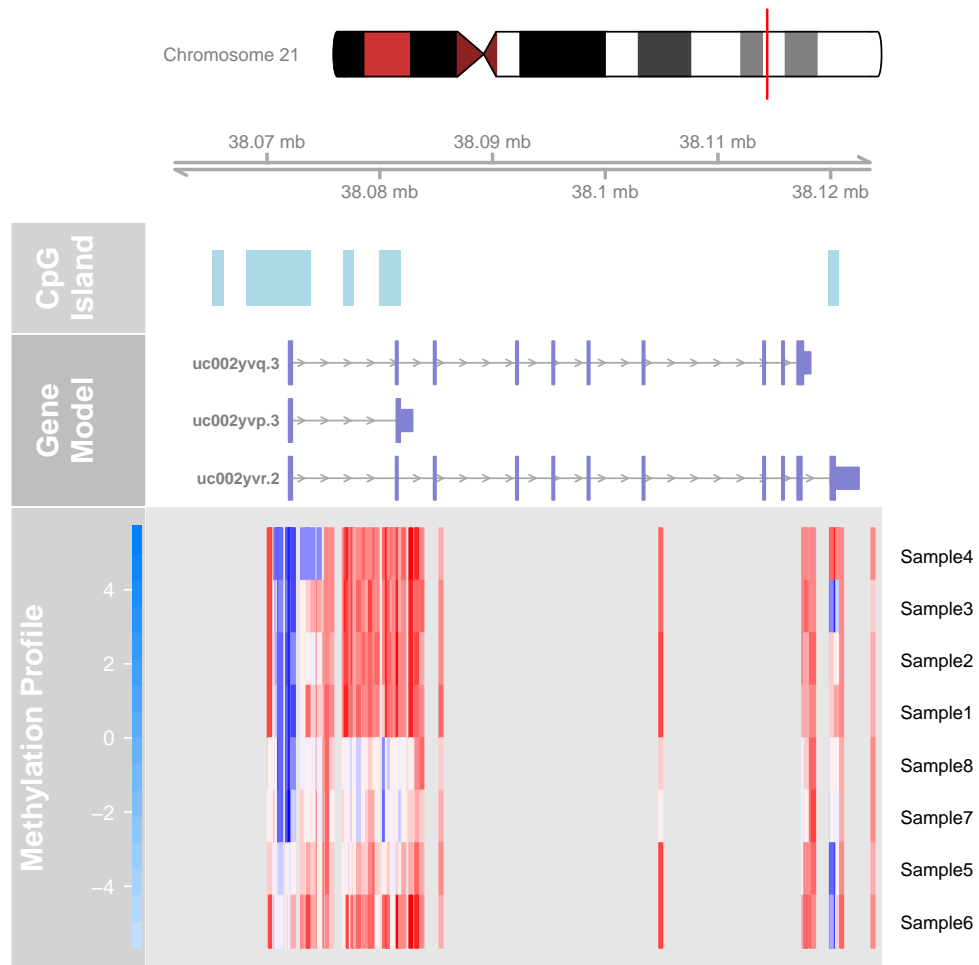 Chromosome 21
38.07 mb
38.09 mb
38.11 mb
38.08 mb
38.1 mb
38.12 mb
CpG
Island
Gene
Model
uc002yvq.3
uc002yvp.3
uc002yvr.2
Methylation Profile
4
2
0
−2
−4
Sample4
Sample3
Sample2
Sample1
Sample8
Sample7
Sample5
Sample6